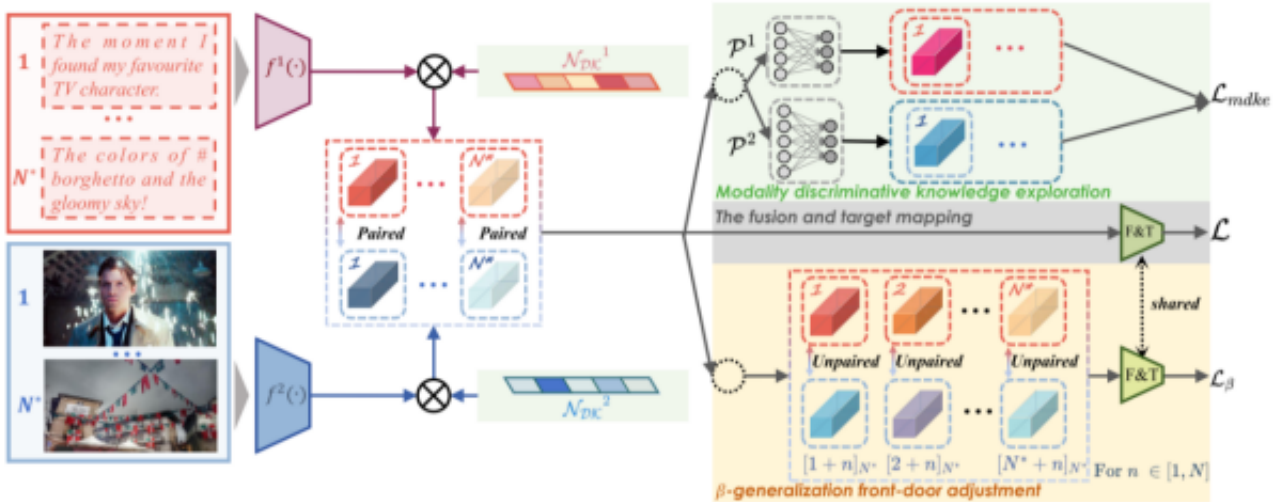 1
The moment I
found my favourite
TV character.
...
N*
The colors of #
borghetto and the
gloomy sky!
1
...
N*
f¹(·)
f²(·)
𝒩_DK¹
𝒩_DK²
1 ... N*
Paired Paired
1 ... N*
𝒫¹
1 ...
𝒫²
1 ...
ℒ_mdke
Modality discriminative knowledge exploration
The fusion and target mapping
F&T
ℒ
shared
1 2 ... N*
Unpaired Unpaired Unpaired
...
[1 + n]_N* [2 + n]_N* [N* + n]_N* For n ∈ [1, N]
F&T
ℒ_β
β-generalization front-door adjustment